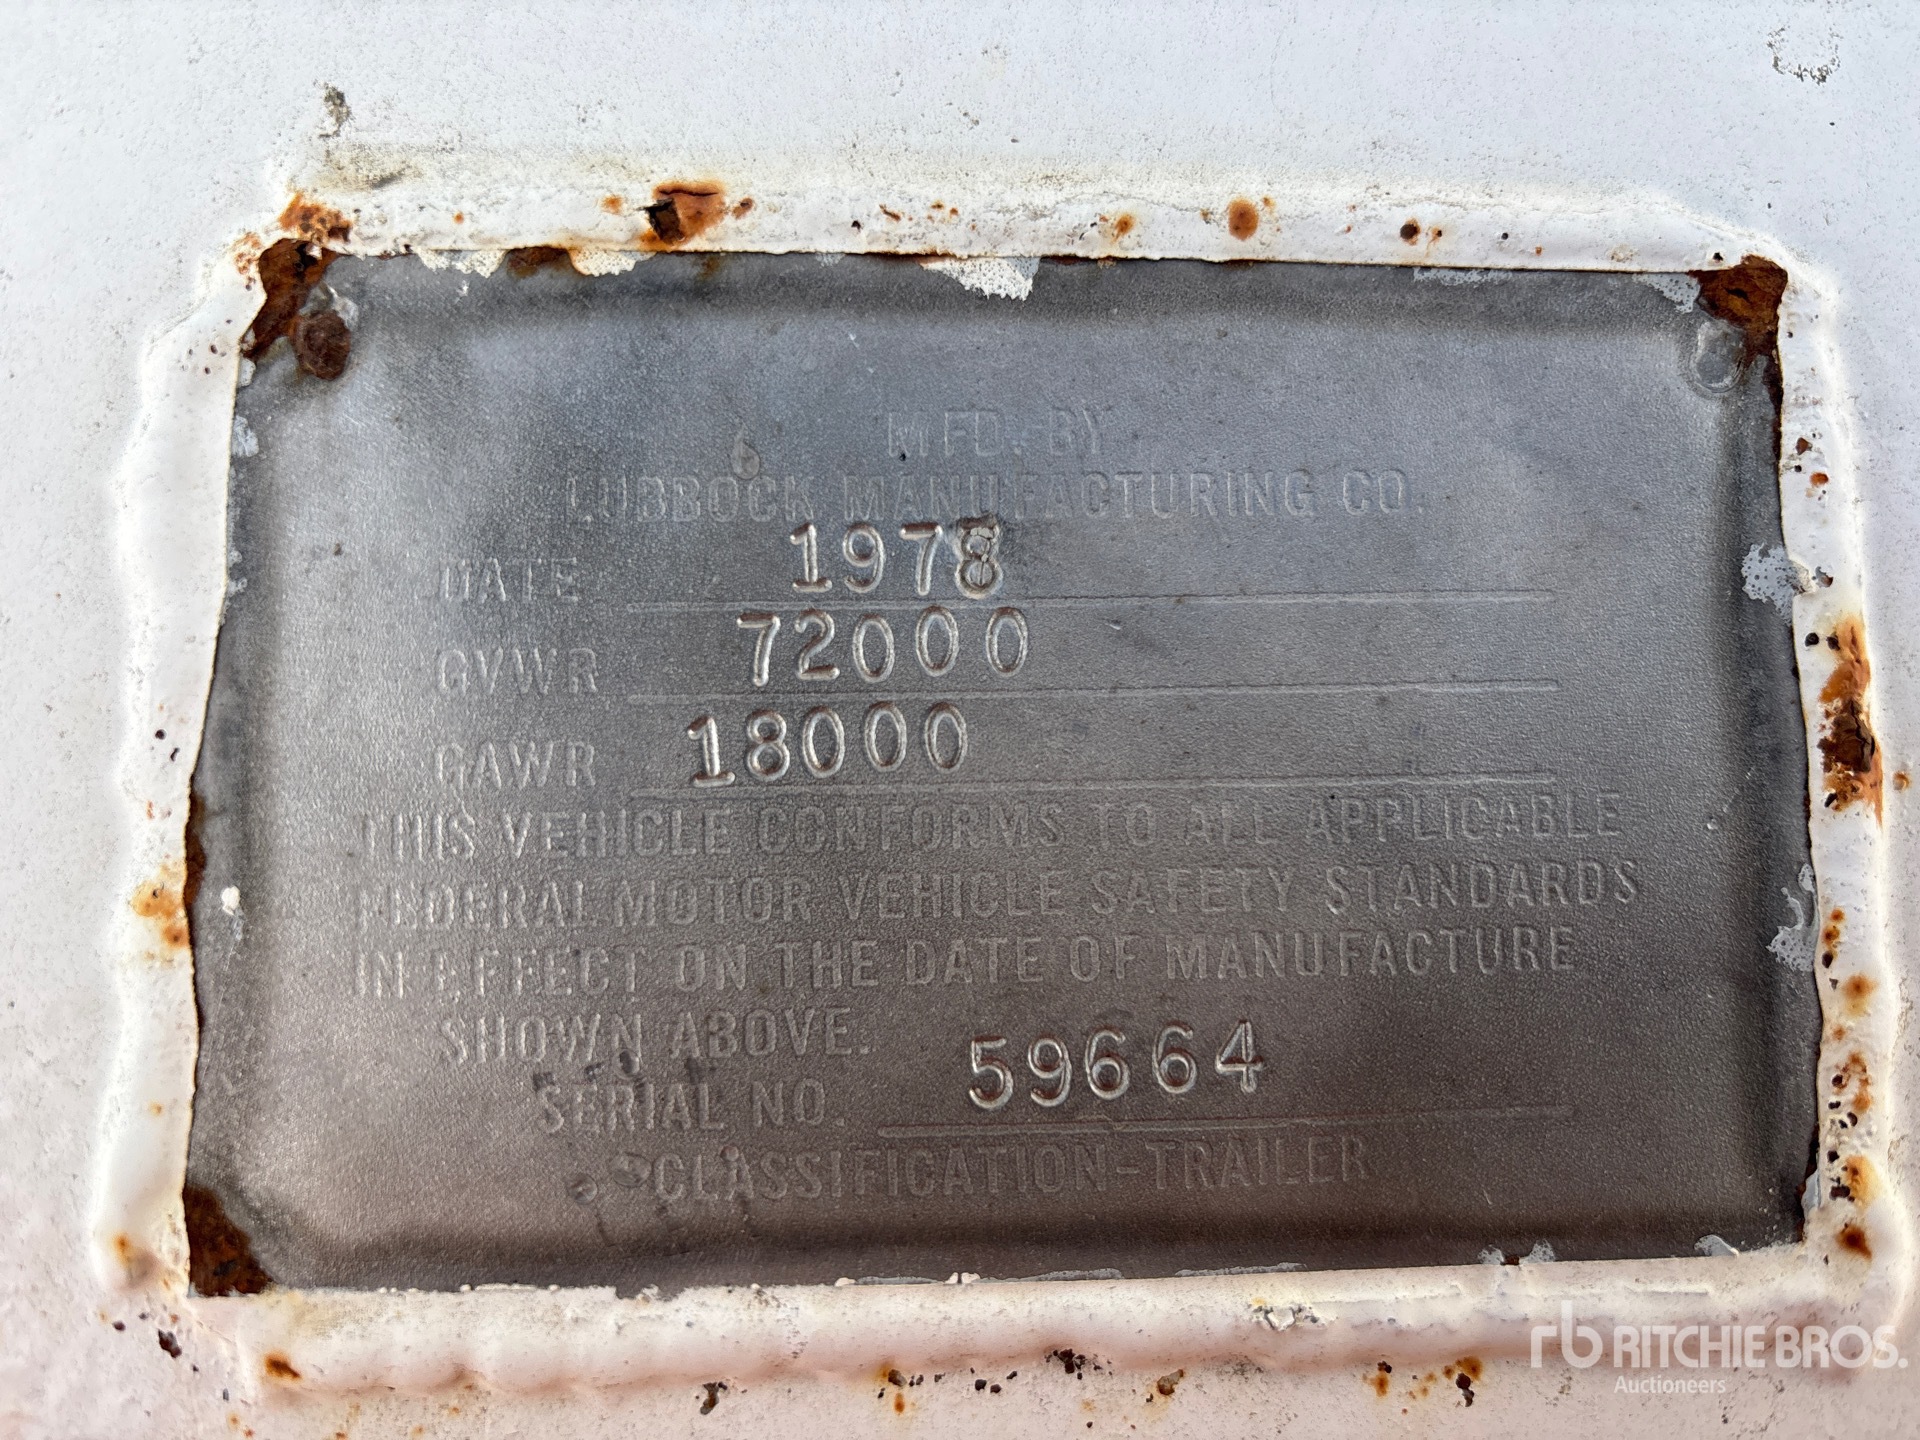 MFD. BY
LUBBOCK MANUFACTURING CO.
DATE 1978
GVWR 72000
GAWR 18000
THIS VEHICLE CONFORMS TO ALL APPLICABLE
FEDERAL MOTOR VEHICLE SAFETY STANDARDS
IN EFFECT ON THE DATE OF MANUFACTURE
SHOWN ABOVE.
SERIAL NO. 59664
CLASSIFICATION-TRAILER
rb RITCHIE BROS.
Auctioneers